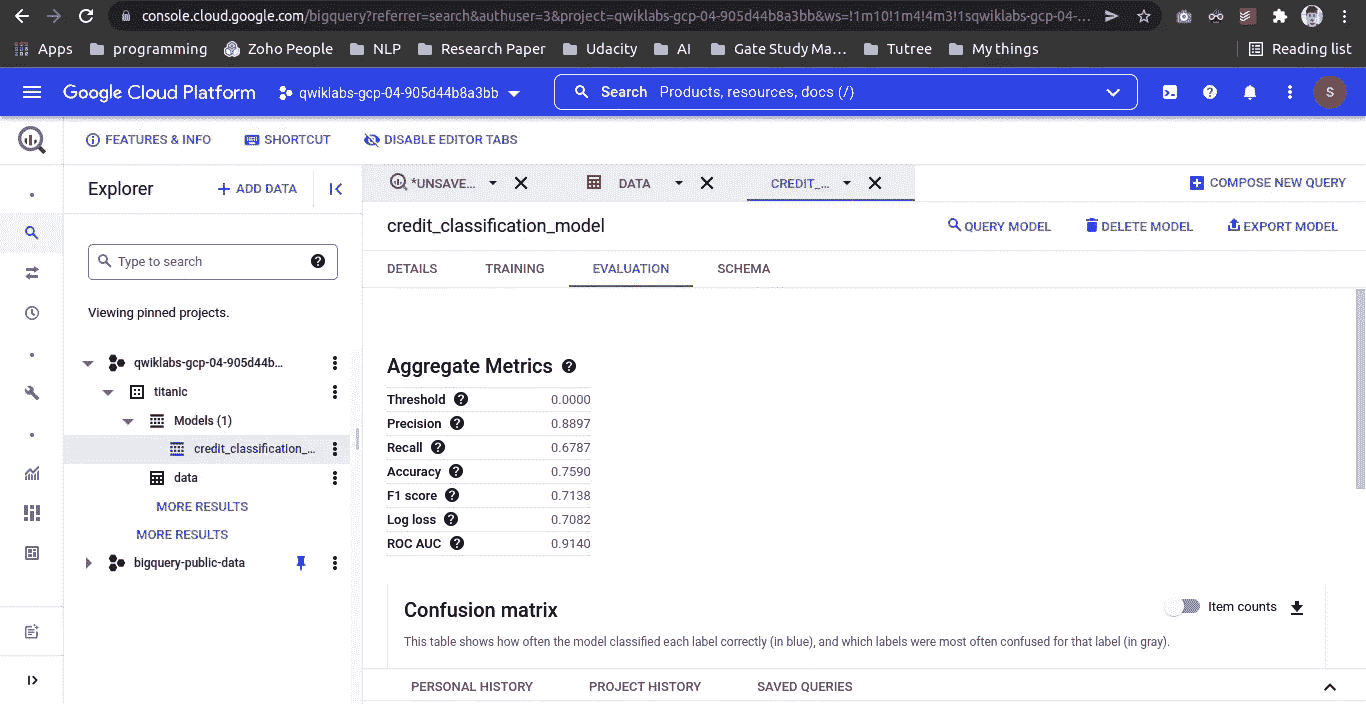 console.cloud.google.com/bigquery?referrer=search&authuser=3&project=qwiklabs-gcp-04-905d44b8a3bb&ws=!1m10!1m4!4m3!1sqwiklabs-gcp-04-...
Apps programming Zoho People NLP Research Paper Udacity AI Gate Study Ma... Tutree My things Reading list
Google Cloud Platform qwiklabs-gcp-04-905d44b8a3bb Search Products, resources, docs (/) S
FEATURES & INFO SHORTCUT DISABLE EDITOR TABS
Explorer + ADD DATA
*UNSAVE... DATA CREDIT_... COMPOSE NEW QUERY
credit_classification_model QUERY MODEL DELETE MODEL EXPORT MODEL
DETAILS TRAINING EVALUATION SCHEMA
Type to search
Viewing pinned projects.
qwiklabs-gcp-04-905d44b...
titanic
Models (1)
credit_classification_...
data
MORE RESULTS
MORE RESULTS
bigquery-public-data
Aggregate Metrics
Threshold 0.0000
Precision 0.8897
Recall 0.6787
Accuracy 0.7590
F1 score 0.7138
Log loss 0.7082
ROC AUC 0.9140
Confusion matrix Item counts
This table shows how often the model classified each label correctly (in blue), and which labels were most often confused for that label (in gray).
PERSONAL HISTORY PROJECT HISTORY SAVED QUERIES